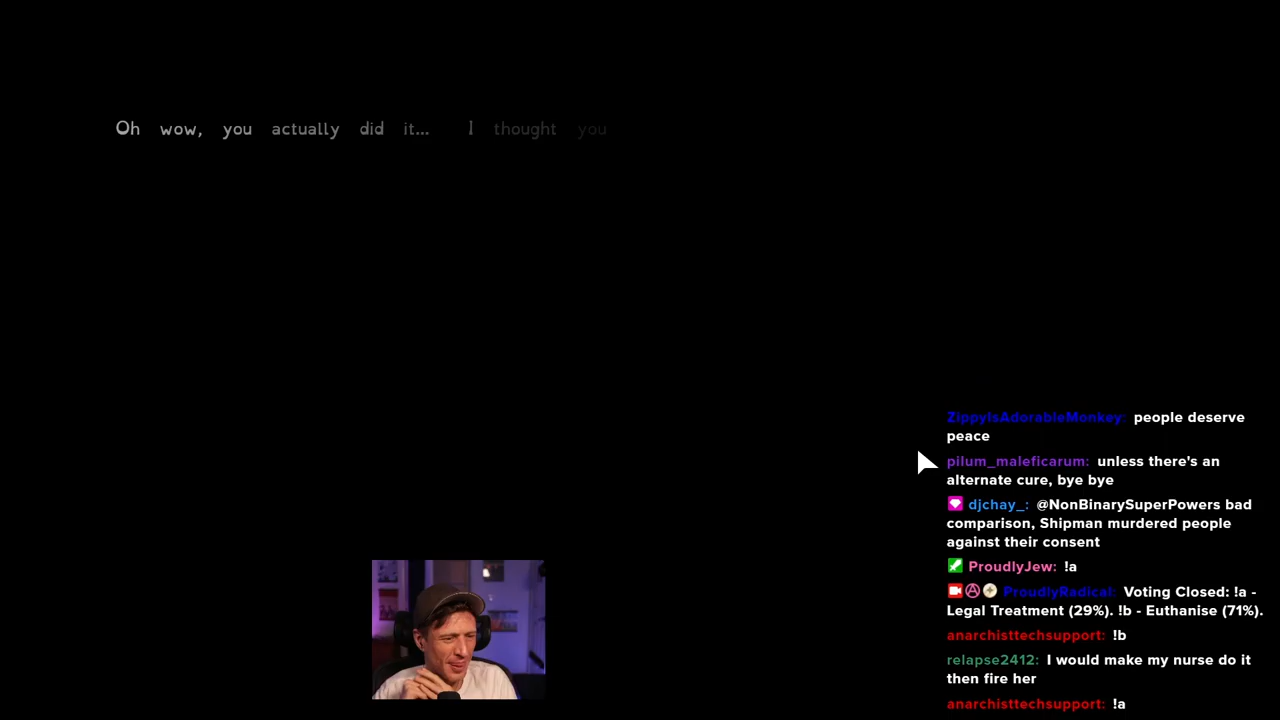 Oh wow, you actually did it... I thought you
ZippyIsAdorableMonkey: people deserve
peace
pilum_maleficarum: unless there's an
alternate cure, bye bye
djchay_: @NonBinarySuperPowers bad
comparison, Shipman murdered people
against their consent
ProudlyJew: !a
ProudlyRadical: Voting Closed: !a -
Legal Treatment (29%). !b - Euthanise (71%).
anarchisttechsupport: !b
relapse2412: I would make my nurse do it
then fire her
anarchisttechsupport: !a